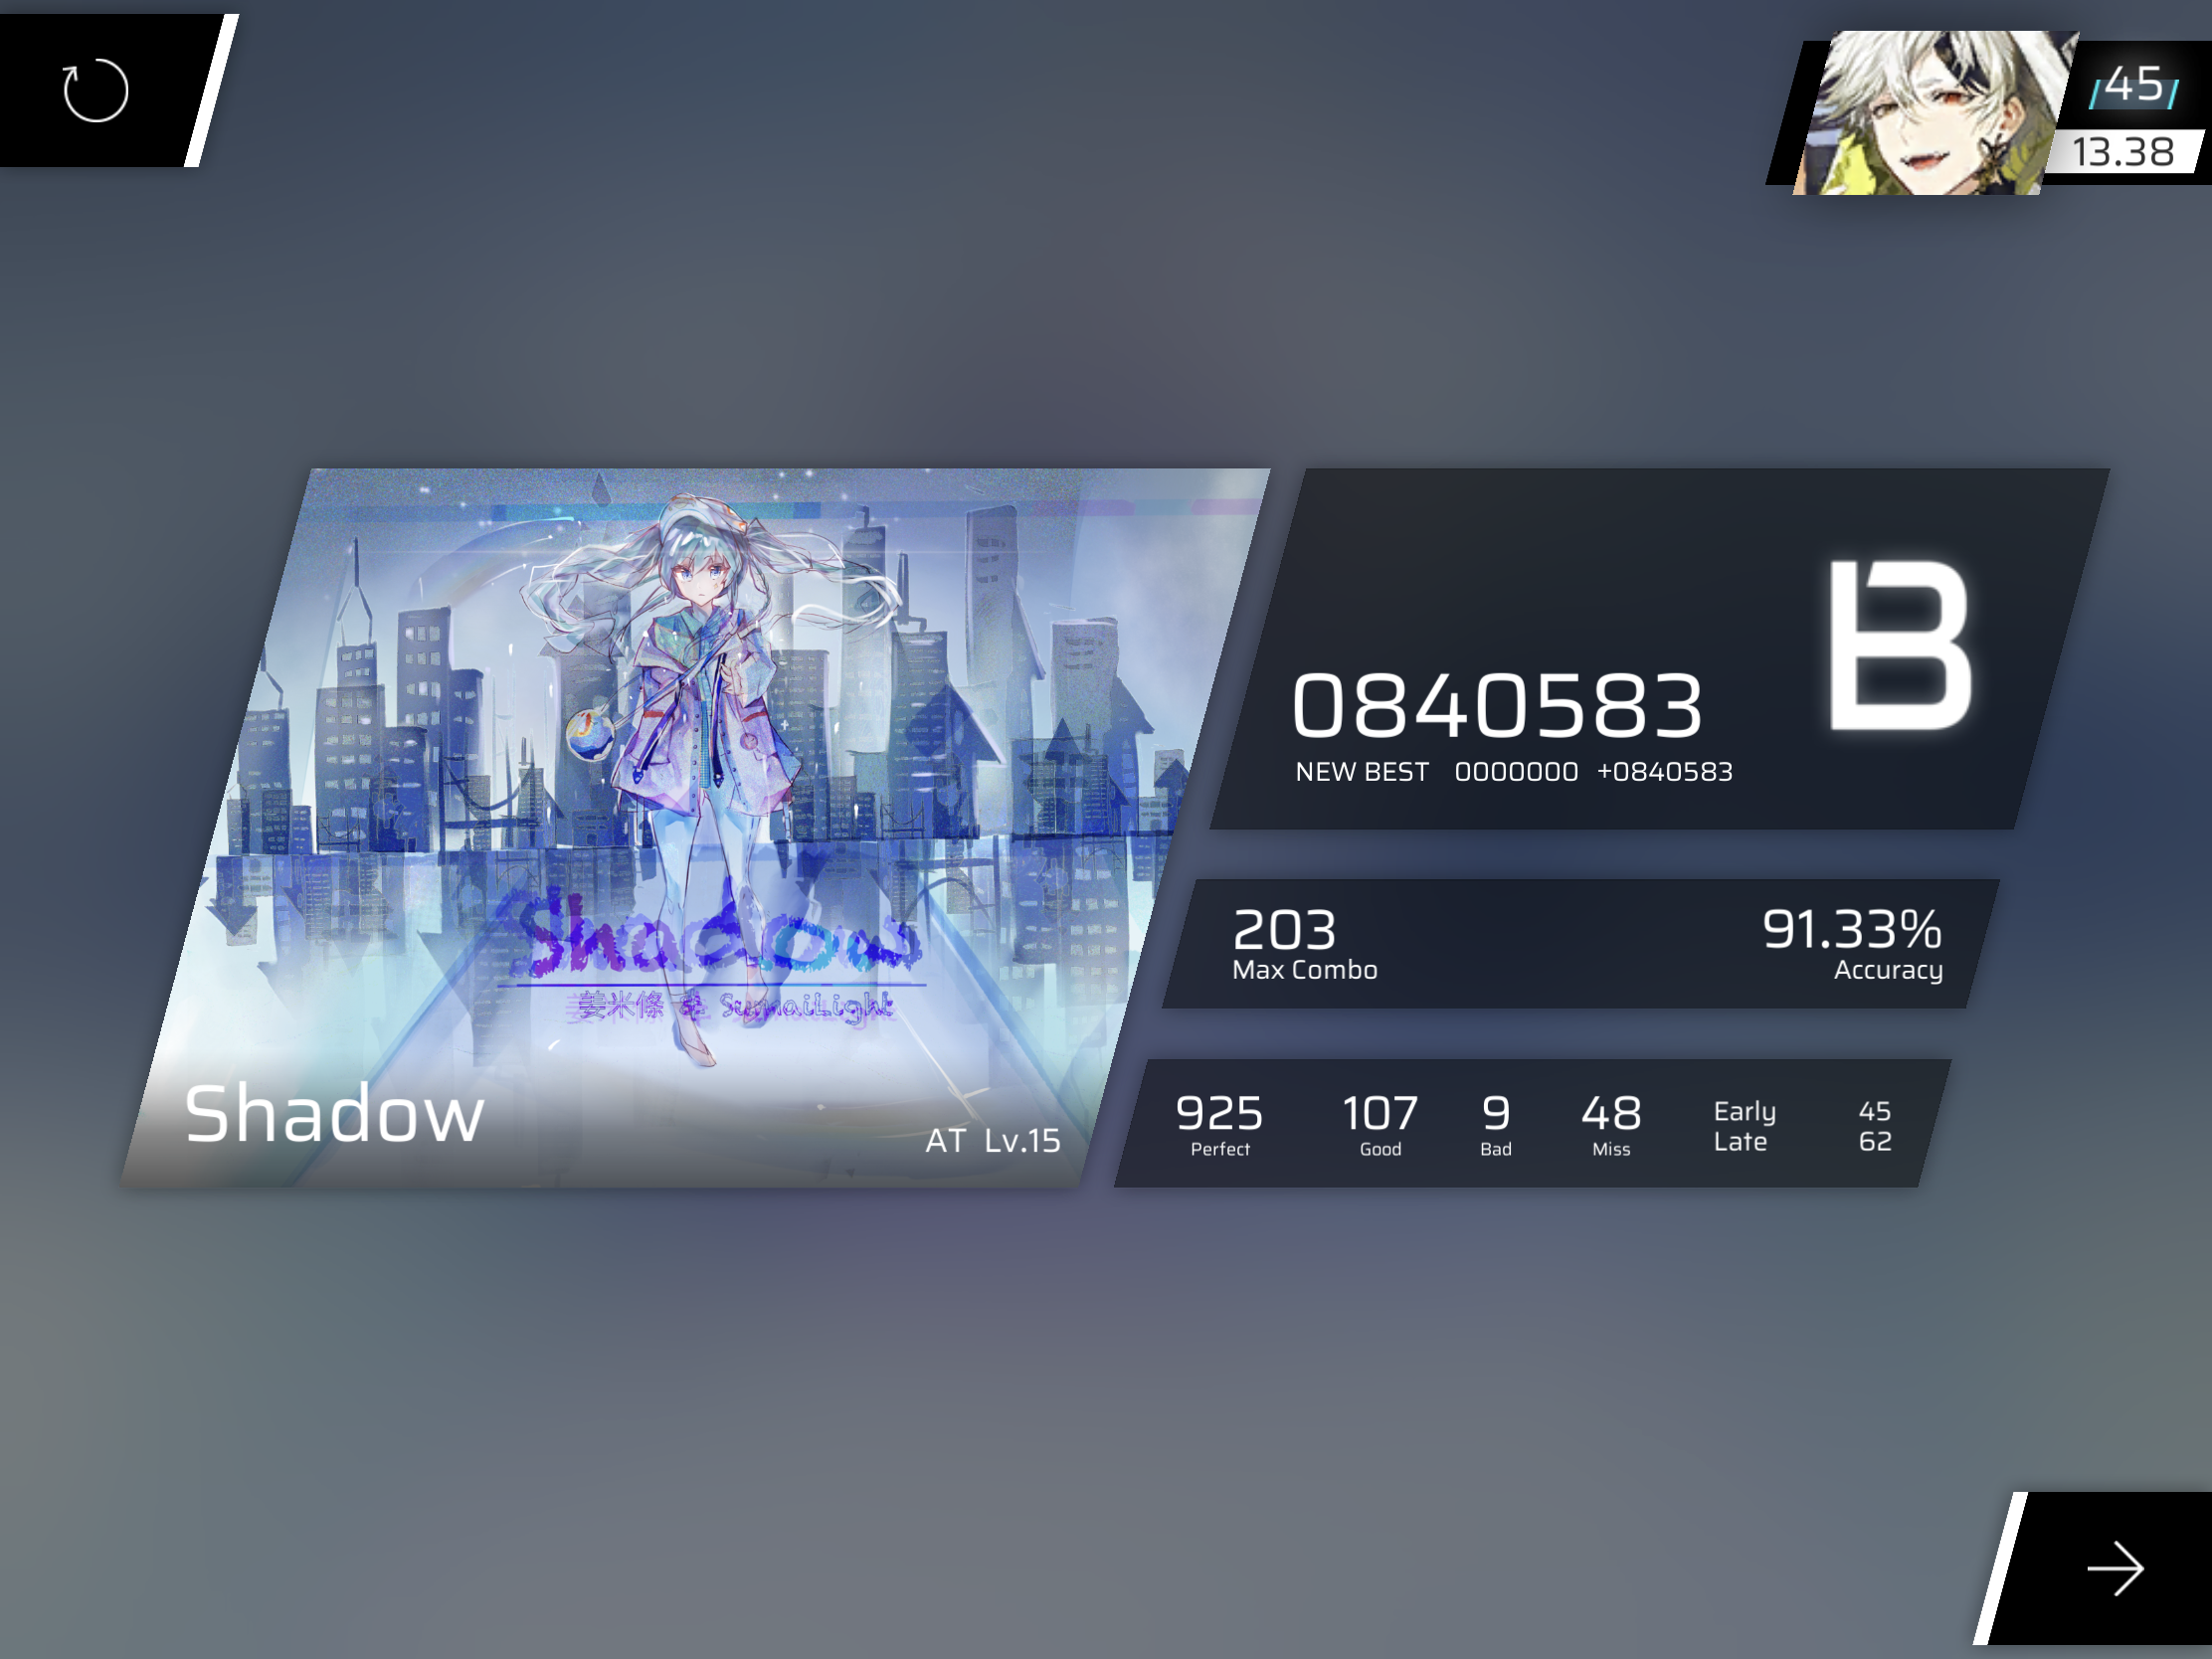 /45/
13.38
Shadow
姜米條 & SumaiLight
Shadow
AT Lv.15
0840583
B
NEW BEST 0000000 +0840583
203
Max Combo
91.33%
Accuracy
925
Perfect
107
Good
9
Bad
48
Miss
Early 45
Late 62